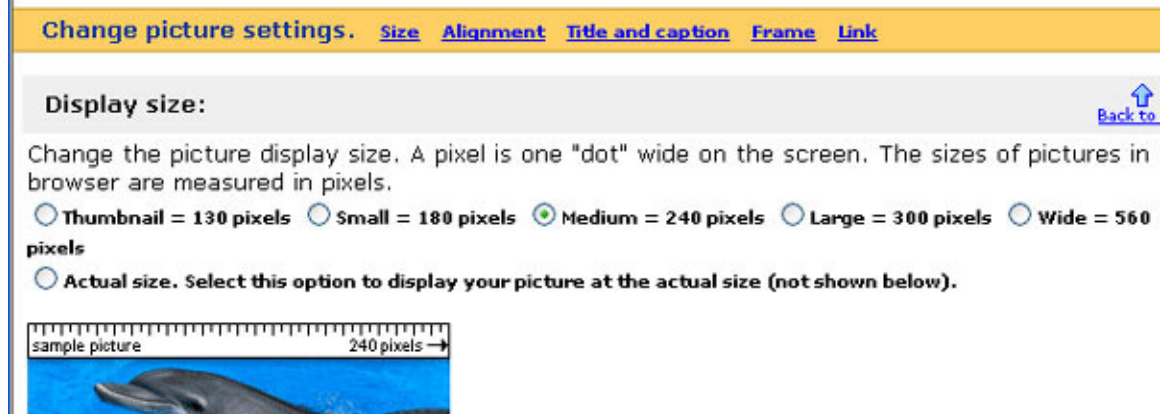 Change picture settings. Size Alignment Title and caption Frame Link
Display size:
Back to
Change the picture display size. A pixel is one "dot" wide on the screen. The sizes of pictures in
browser are measured in pixels.
Thumbnail = 130 pixels Small = 180 pixels Medium = 240 pixels Large = 300 pixels Wide = 560
pixels
Actual size. Select this option to display your picture at the actual size (not shown below).
sample picture 240 pixels